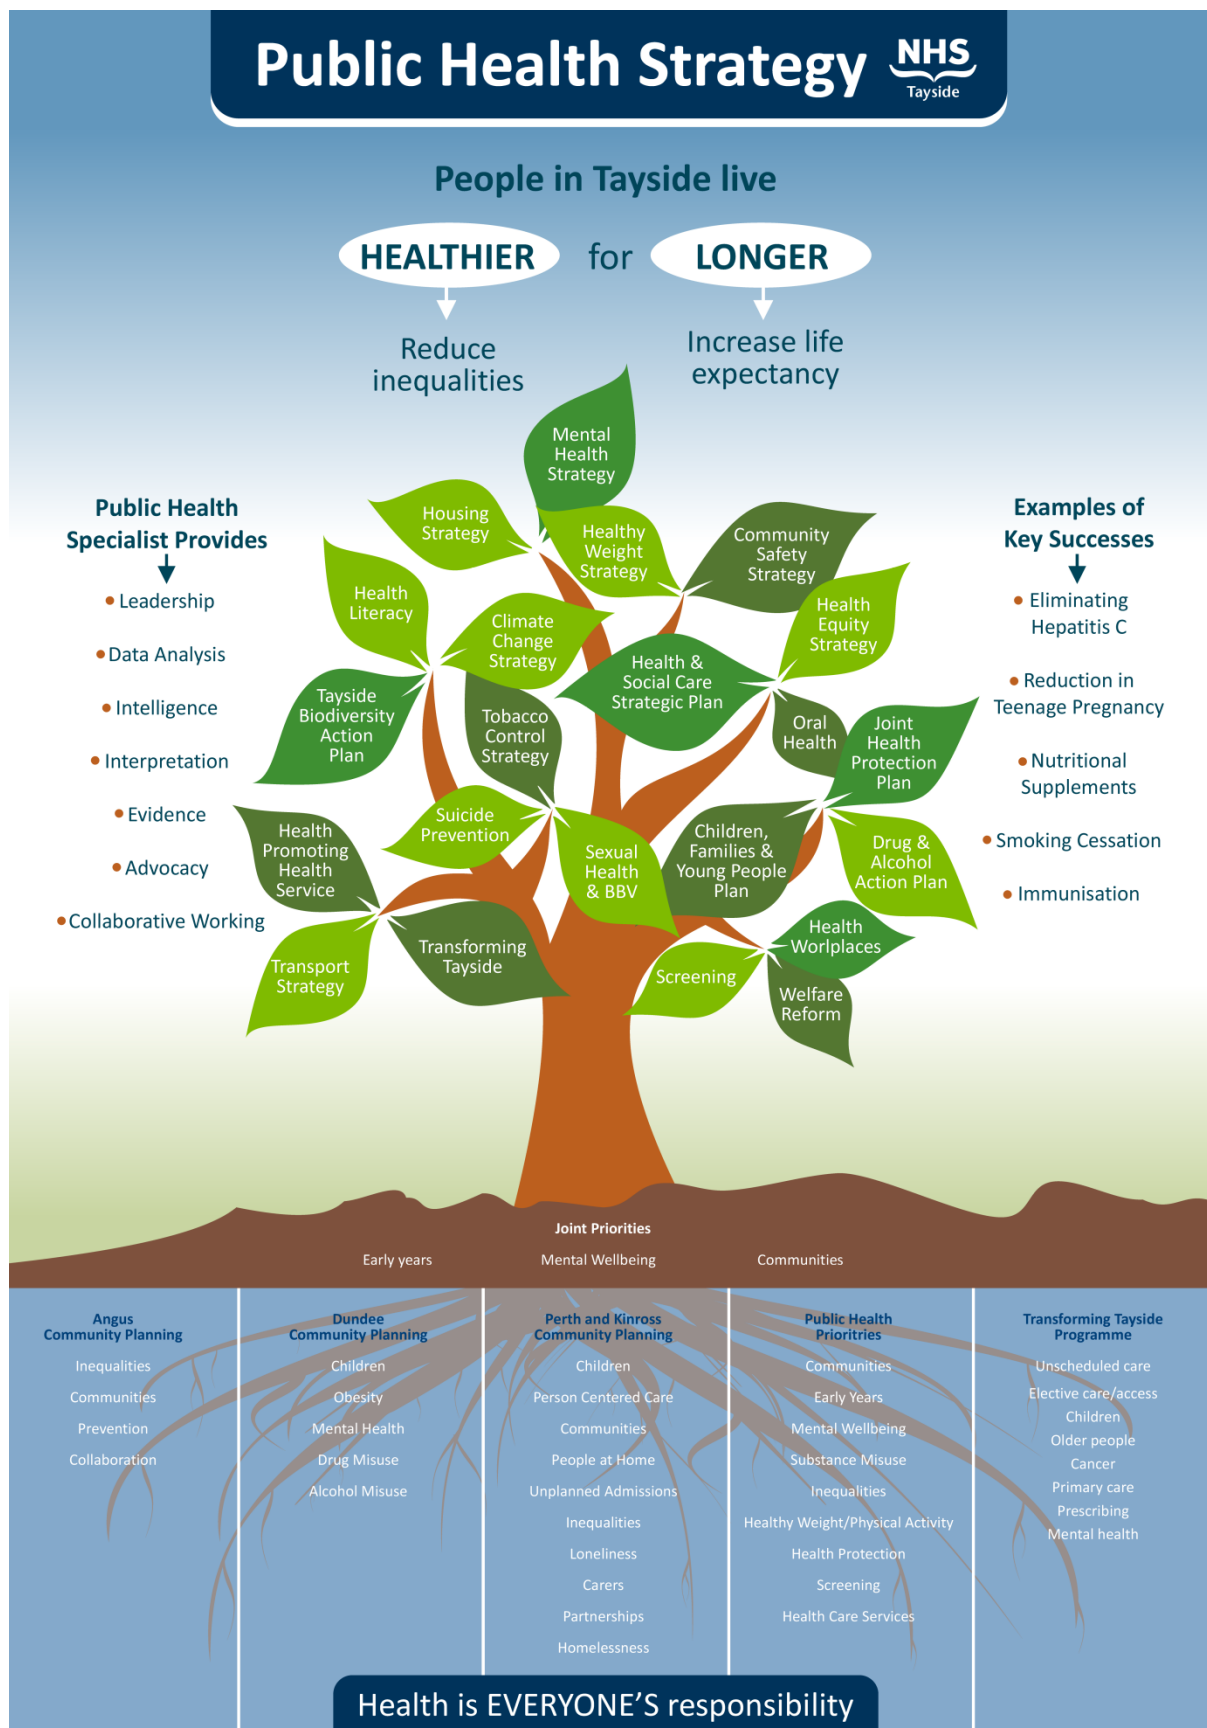 Public Health Strategy
NHS
Tayside
People in Tayside live
HEALTHIER for LONGER
Reduce
inequalities
Increase life
expectancy
Public Health
Specialist Provides
• Leadership
• Data Analysis
• Intelligence
• Interpretation
• Evidence
• Advocacy
• Collaborative Working
Mental
Health
Strategy
Housing
Strategy
Healthy
Weight
Strategy
Community
Safety
Strategy
Health
Literacy
Climate
Change
Strategy
Health
Equity
Strategy
Health &
Social Care
Strategic Plan
Tayside
Biodiversity
Action
Plan
Tobacco
Control
Strategy
Oral
Health
Joint
Health
Protection
Plan
Suicide
Prevention
Health
Promoting
Health
Service
Sexual
Health
& BBV
Children,
Families &
Young People
Plan
Drug &
Alcohol
Action Plan
Transport
Strategy
Transforming
Tayside
Screening
Health
Worlplaces
Welfare
Reform
Examples of
Key Successes
• Eliminating
Hepatitis C
• Reduction in
Teenage Pregnancy
• Nutritional
Supplements
• Smoking Cessation
• Immunisation
Joint Priorities
Early years Mental Wellbeing Communities
Angus
Community Planning
Inequalities
Communities
Prevention
Collaboration
Dundee
Community Planning
Children
Obesity
Mental Health
Drug Misuse
Alcohol Misuse
Perth and Kinross
Community Planning
Children
Person Centered Care
Communities
People at Home
Unplanned Admissions
Inequalities
Loneliness
Carers
Partnerships
Homelessness
Public Health
Prioritries
Communities
Early Years
Mental Wellbeing
Substance Misuse
Inequalities
Healthy Weight/Physical Activity
Health Protection
Screening
Health Care Services
Transforming Tayside
Programme
Unscheduled care
Elective care/access
Children
Older people
Cancer
Primary care
Prescribing
Mental health
Health is EVERYONE’S responsibility